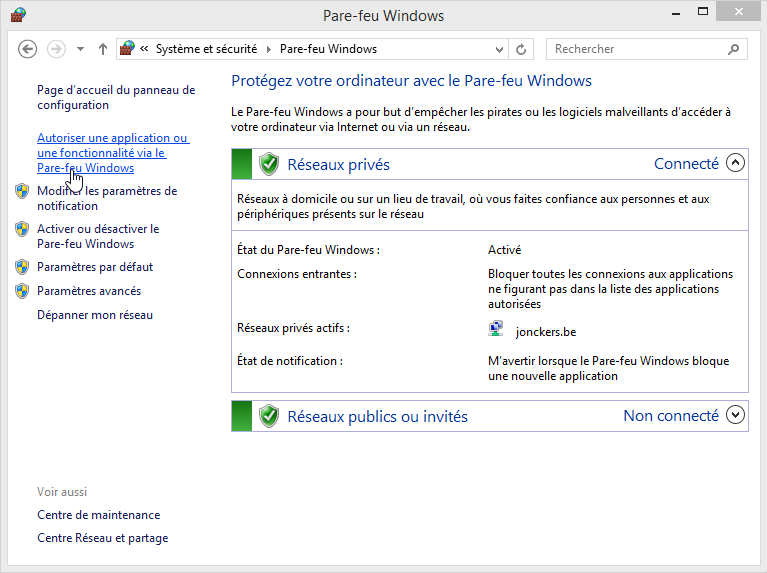 Pare-feu Windows
« Système et sécurité Pare-feu Windows
Rechercher
Page d'accueil du panneau de
configuration
Autoriser une application ou
une fonctionnalité via le
Pare-feu Windows
Modifier les paramètres de
notification
Activer ou désactiver le
Pare-feu Windows
Paramètres par défaut
Paramètres avancés
Dépanner mon réseau
Voir aussi
Centre de maintenance
Centre Réseau et partage
Protégez votre ordinateur avec le Pare-feu Windows
Le Pare-feu Windows a pour but d'empêcher les pirates ou les logiciels malveillants d'accéder à
votre ordinateur via Internet ou via un réseau.
Réseaux privés Connecté
Réseaux à domicile ou sur un lieu de travail, où vous faites confiance aux personnes et aux
périphériques présents sur le réseau
État du Pare-feu Windows : Activé
Connexions entrantes : Bloquer toutes les connexions aux applications
ne figurant pas dans la liste des applications
autorisées
Réseaux privés actifs : jonckers.be
État de notification : M'avertir lorsque le Pare-feu Windows bloque
une nouvelle application
Réseaux publics ou invités Non connecté